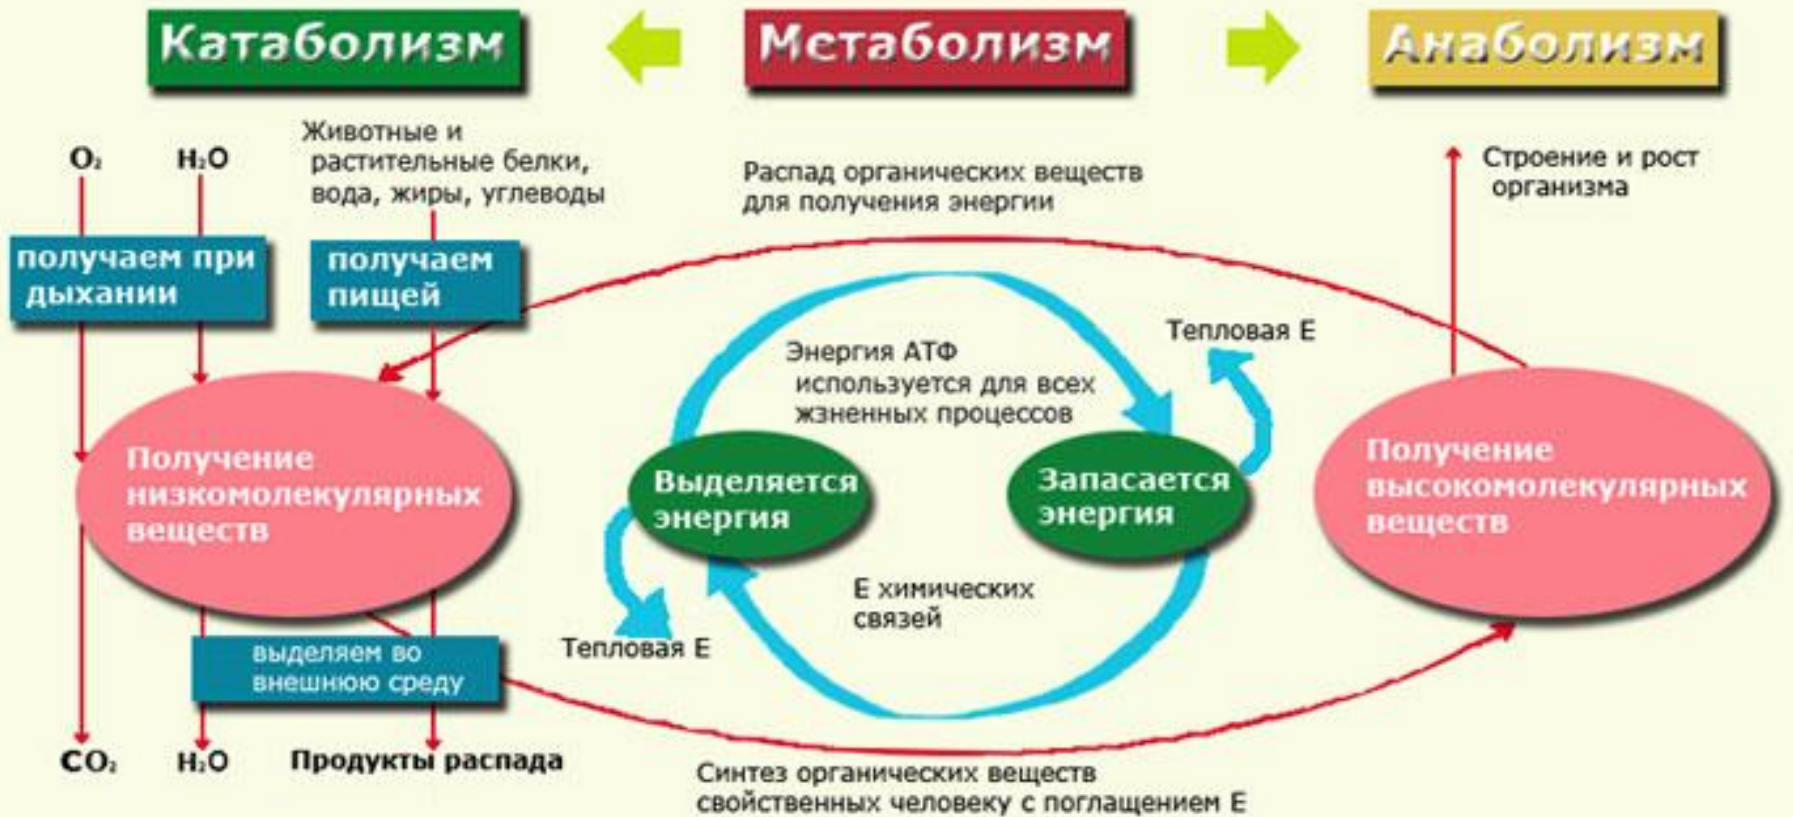 Катаболизм
Метаболизм
Анаболизм
O₂
H₂O
Животные и
растительные белки,
вода, жиры, углеводы
Распад органических веществ
для получения энергии
Строение и рост
организма
получаем при
дыхании
получаем
пищей
Тепловая Е
Энергия АТФ
используется для всех
жзненных процессов
Получение
низкомолекулярных
веществ
Выделяется
энергия
Запасается
энергия
Получение
высокомолекулярных
веществ
Е химических
связей
Тепловая Е
выделяем во
внешнюю среду
CO₂
H₂O
Продукты распада
Синтез органических веществ
свойственных человеку с поглащением Е